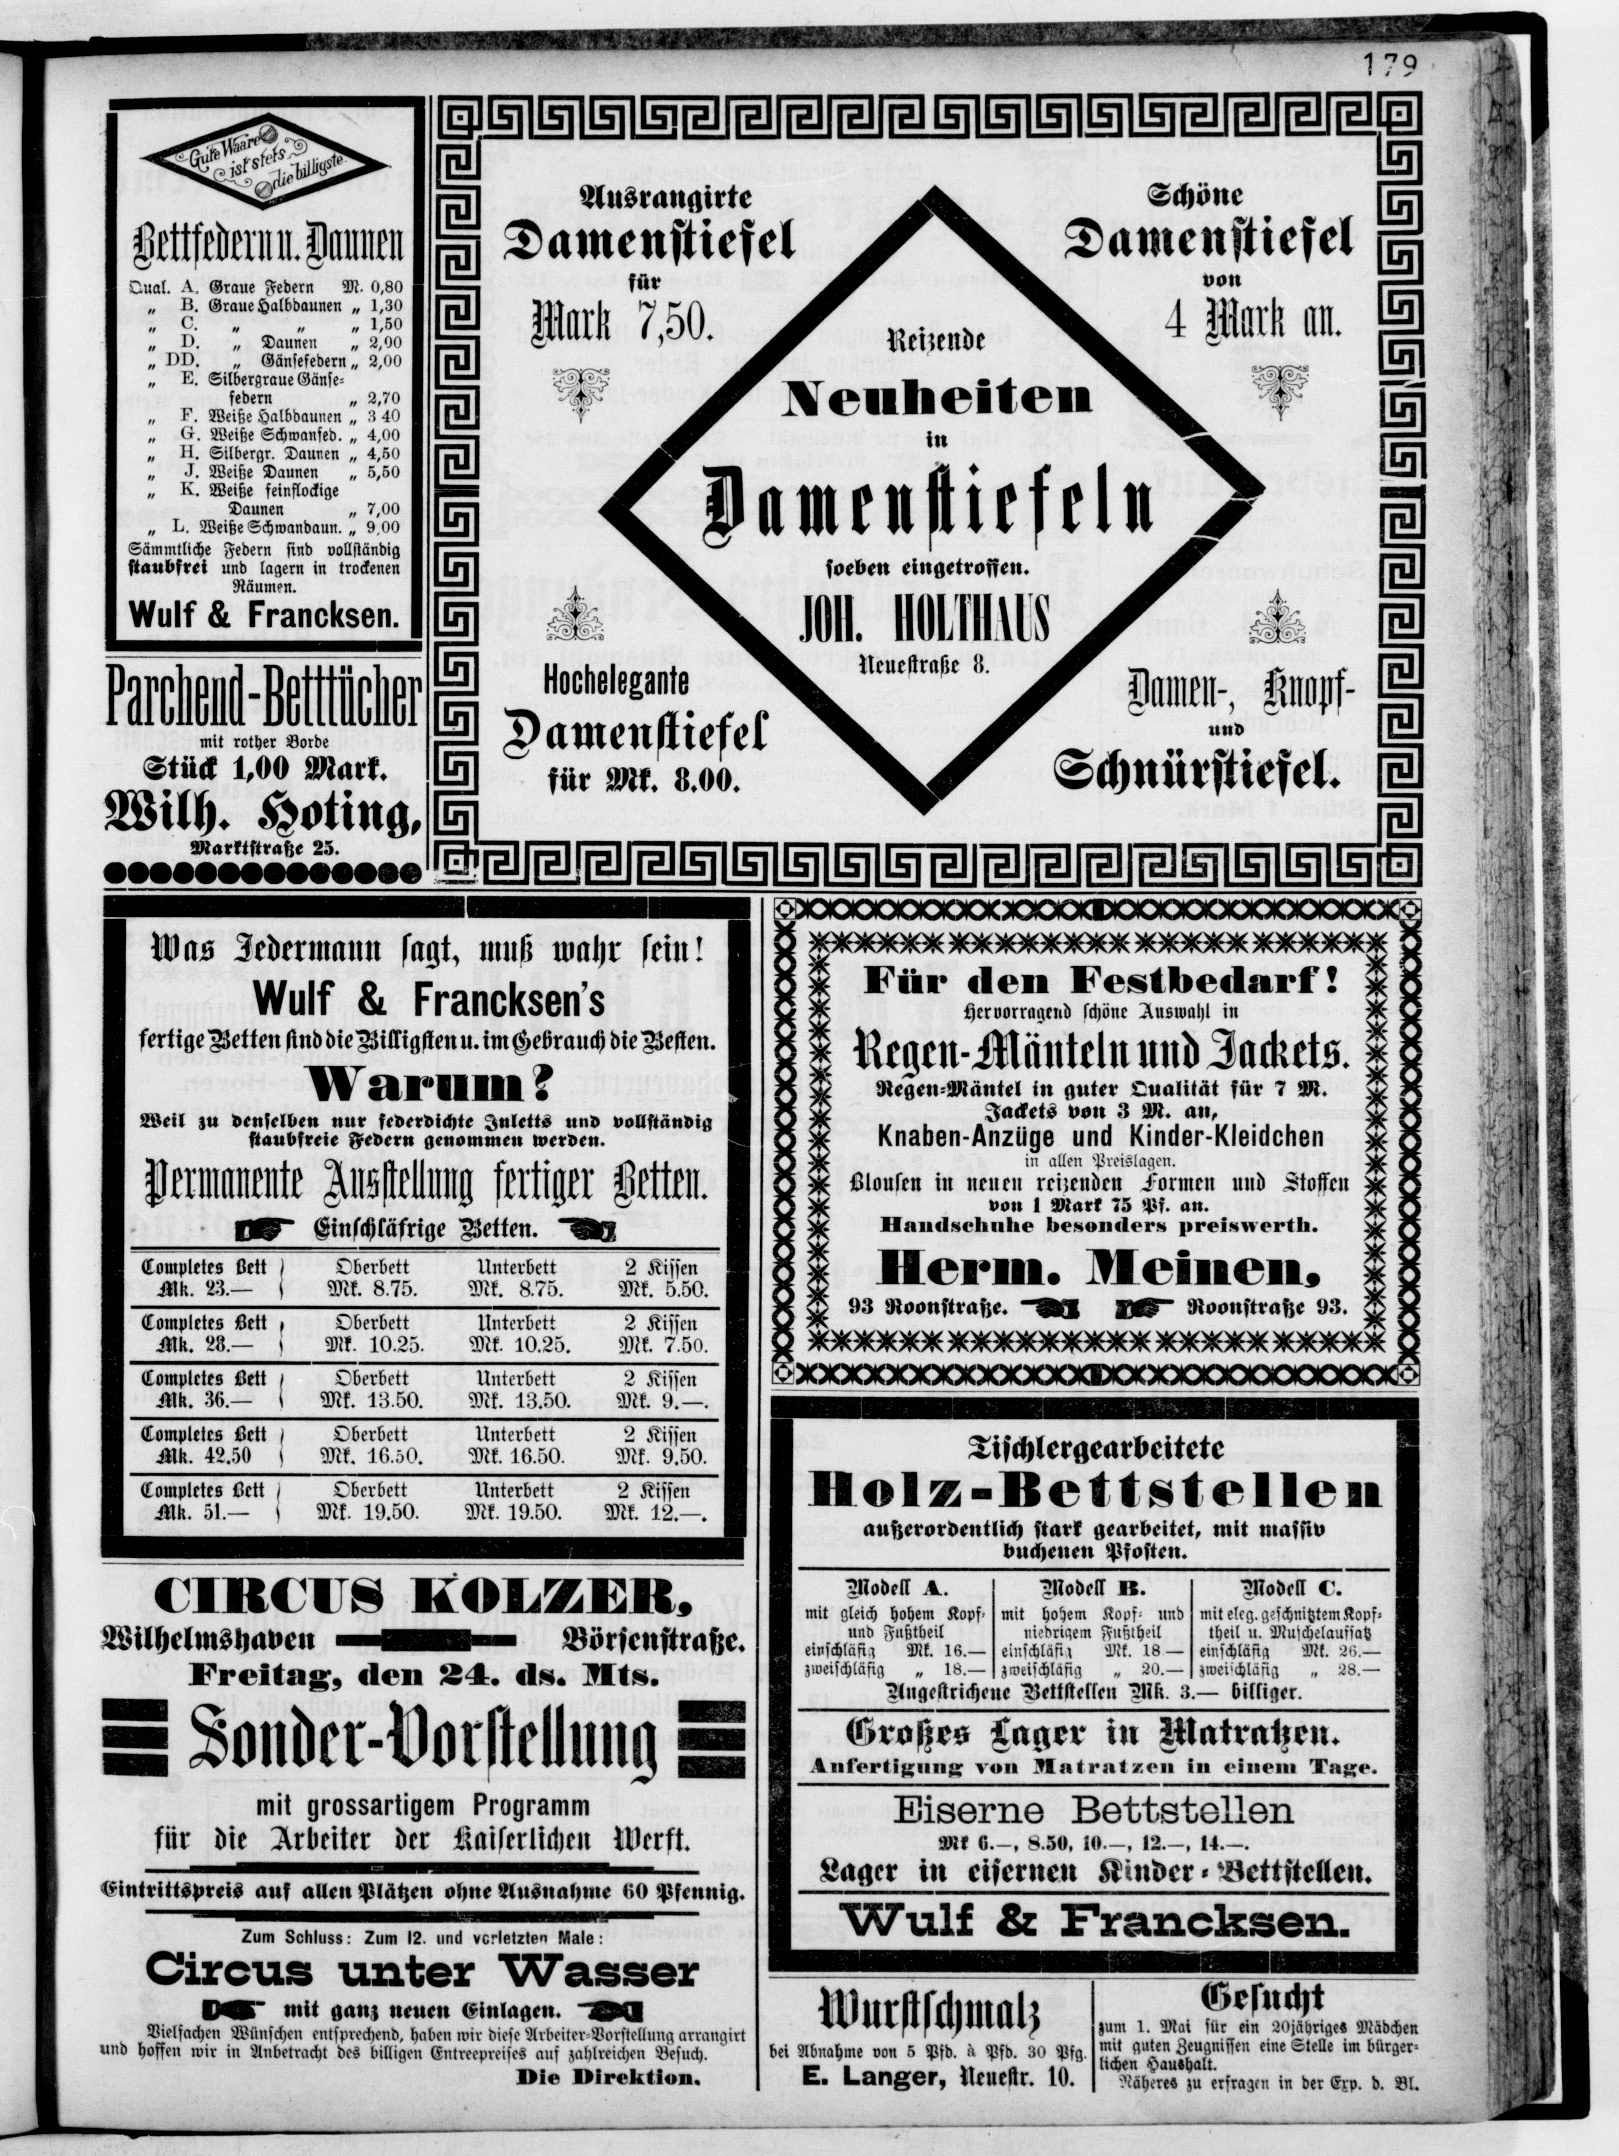 179
Gute Waare
ist stets
die billigste
Bettfedern u. Daunen
Qual. A. Graue Federn M. 0,80
„ B. Graue Halbdaunen „ 1,30
„ C. „ „ „ 1,50
„ D. „ Daunen „ 2,00
„ DD. „ Gänsefedern „ 2,00
„ E. Silbergraue Gänse-
federn „ 2,70
„ F. Weiße Halbdaunen „ 3 40
„ G. Weiße Schwanfed. „ 4,00
„ H. Silbergr. Daunen „ 4,50
„ J. Weiße Daunen „ 5,50
„ K. Weiße feinflockige
Daunen „ 7,00
„ L. Weiße Schwandaun. „ 9,00
Sämmtliche Federn sind vollständig
staubfrei und lagern in trockenen
Räumen.
Wulf & Francksen.
Parchend-Betttücher
mit rother Borde
Stück 1,00 Mark.
Wilh. Hoting,
Marktstraße 25.
Ausrangirte
Damenstiefel
für
Mark 7,50.
Schöne
Damenstiefel
von
4 Mark an.
Reizende
Neuheiten
in
Damenstiefeln
soeben eingetroffen.
JOH. HOLTHAUS
Neuestraße 8.
Hochelegante
Damenstiefel
für Mk. 8.00.
Damen-, Knopf-
und
Schnürstiefel.
Was Jedermann sagt, muß wahr sein!
Wulf & Francksen's
fertige Betten sind die Billigsten u. im Gebrauch die Besten.
Warum?
Weil zu denselben nur federdichte Inletts und vollständig
staubfreie Federn genommen werden.
Permanente Ausstellung fertiger Betten.
Einschläfrige Betten.
Completes Bett Oberbett Unterbett 2 Kissen
Mk. 23.— Mk. 8.75. Mk. 8.75. Mk. 5.50.
Completes Bett Oberbett Unterbett 2 Kissen
Mk. 28.— Mk. 10.25. Mk. 10.25. Mk. 7.50.
Completes Bett Oberbett Unterbett 2 Kissen
Mk. 36.— Mk. 13.50. Mk. 13.50. Mk. 9.—.
Completes Bett Oberbett Unterbett 2 Kissen
Mk. 42.50 Mk. 16.50. Mk. 16.50. Mk. 9.50.
Completes Bett Oberbett Unterbett 2 Kissen
Mk. 51.— Mk. 19.50. Mk. 19.50. Mk. 12.—.
CIRCUS KOLZER,
Wilhelmshaven Börsenstraße.
Freitag, den 24. ds. Mts.
Sonder-Vorstellung
mit grossartigem Programm
für die Arbeiter der Kaiserlichen Werft.
Eintrittspreis auf allen Plätzen ohne Ausnahme 60 Pfennig.
Zum Schluss: Zum 12. und vorletzten Male:
Circus unter Wasser
mit ganz neuen Einlagen.
Vielfachen Wünschen entsprechend, haben wir diese Arbeiter-Vorstellung arrangirt
und hoffen wir in Anbetracht des billigen Entreepreises auf zahlreichen Besuch.
Die Direktion.
Für den Festbedarf!
Hervorragend schöne Auswahl in
Regen-Mänteln und Jackets.
Regen-Mäntel in guter Qualität für 7 M.
Jackets von 3 M. an,
Knaben-Anzüge und Kinder-Kleidchen
in allen Preislagen.
Blousen in neuen reizenden Formen und Stoffen
von 1 Mark 75 Pf. an.
Handschuhe besonders preiswerth.
Herm. Meinen,
93 Roonstraße. Roonstraße 93.
Tischlergearbeitete
Holz-Bettstellen
außerordentlich stark gearbeitet, mit massiv
buchenen Pfosten.
Modell A.
mit gleich hohem Kopf-
und Fußtheil
einschläfig Mk. 16.—
zweischläfig „ 18.—
Modell B.
mit hohem Kopf- und
niedrigem Fußtheil
einschläfig Mk. 18 —
zweischläfig „ 20.—
Modell C.
mit eleg. geschnitztem Kopf-
theil u. Muschelaufsatz
einschläfig Mk. 26.—
zweischläfig „ 28.—
Angestrichene Bettstellen Mk. 3.— billiger.
Großes Lager in Matratzen.
Anfertigung von Matratzen in einem Tage.
Eiserne Bettstellen
Mk 6.—, 8.50, 10.—, 12.—, 14.—.
Lager in eisernen Kinder-Bettstellen.
Wulf & Francksen.
Wurstschmalz
bei Abnahme von 5 Pfd. à Pfd. 30 Pfg.
E. Langer, Neuestr. 10.
Gesucht
zum 1. Mai für ein 20jähriges Mädchen
mit guten Zeugnissen eine Stelle im bürger-
lichen Haushalt.
Näheres zu erfragen in der Exp. d. Bl.